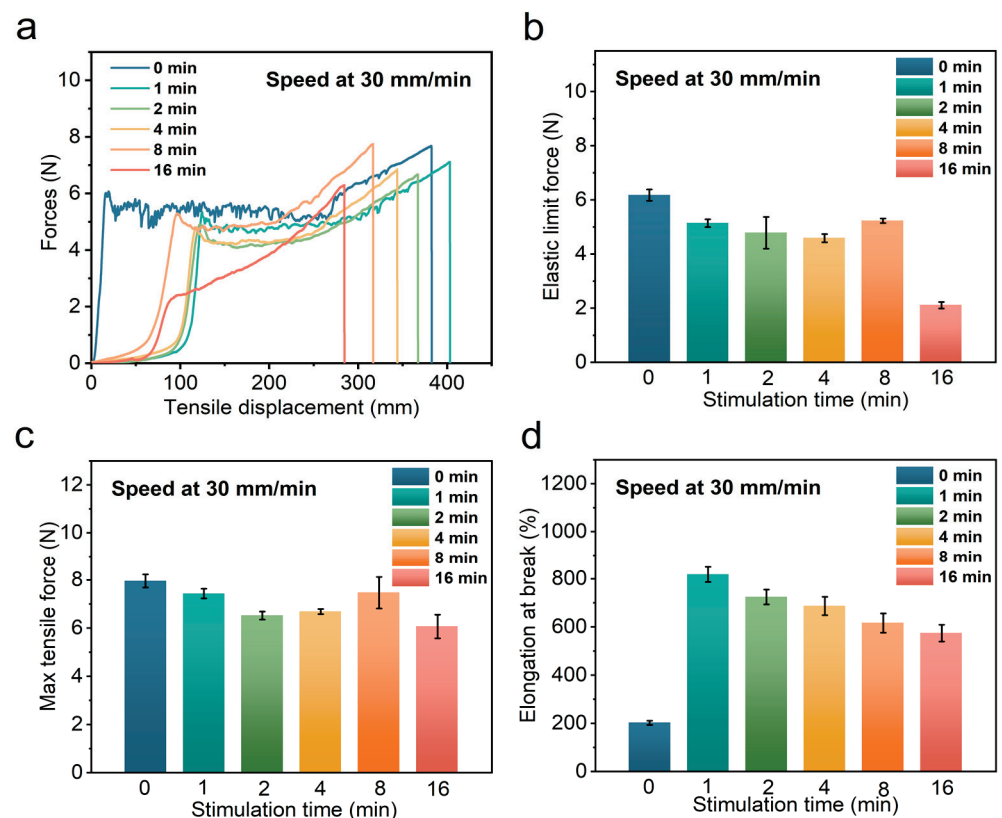 a
Speed at 30 mm/min
0 min
1 min
2 min
4 min
8 min
16 min
Forces (N)
10
8
6
4
2
0
0 100 200 300 400
Tensile displacement (mm)
b
0 min
1 min
2 min
4 min
8 min
16 min
Elastic limit force (N)
10
8
6
4
2
0
0 1 2 4 8 16
Stimulation time (min)
c
Speed at 30 mm/min
0 min
1 min
2 min
4 min
8 min
16 min
Max tensile force (N)
12
10
8
6
4
2
0
0 1 2 4 8 16
Stimulation time (min)
d
Speed at 30 mm/min
0 min
1 min
2 min
4 min
8 min
16 min
Elongation at break (%)
1200
1000
800
600
400
200
0
0 1 2 4 8 16
Stimulation time (min)